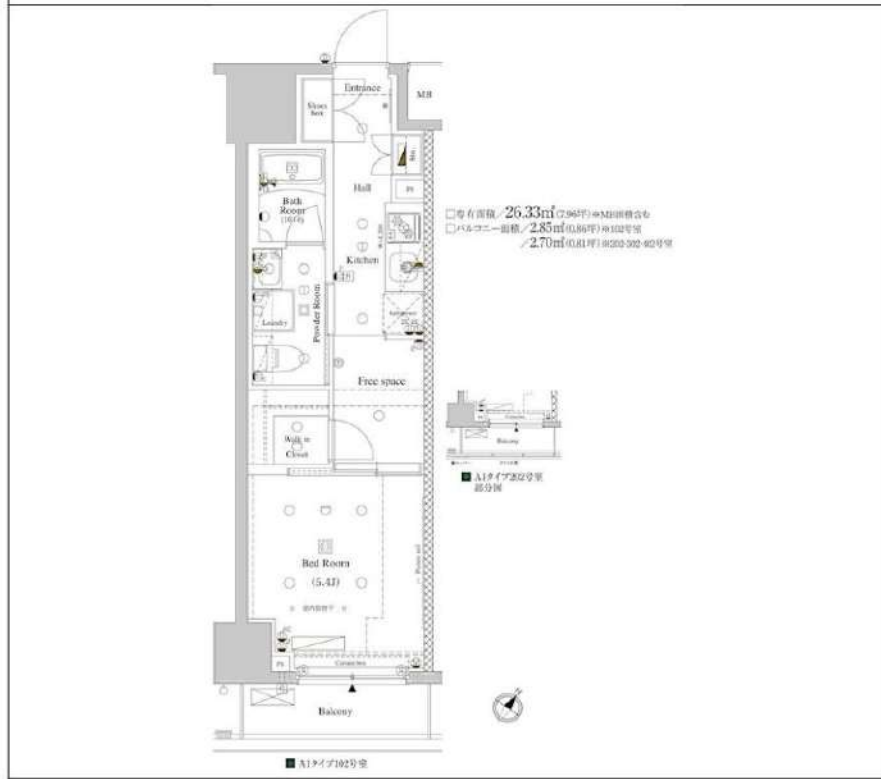 Entrance
MB
Shoes
box
Sto.
Hall
PS
Bath
Room
Kitchen
Laundry
Powder Room
Free space
Walk in
Closet
Bed Room
(5.4J)
PS
Balcony
■ A1タイプ102号室
□専有面積／26.33㎡(7.96坪)※MB面積含む
□バルコニー面積／2.85㎡(0.86坪)※102号室
／2.70㎡(0.81坪)※202・302・402号室
Balcony
■ A1タイプ202号室
部分図